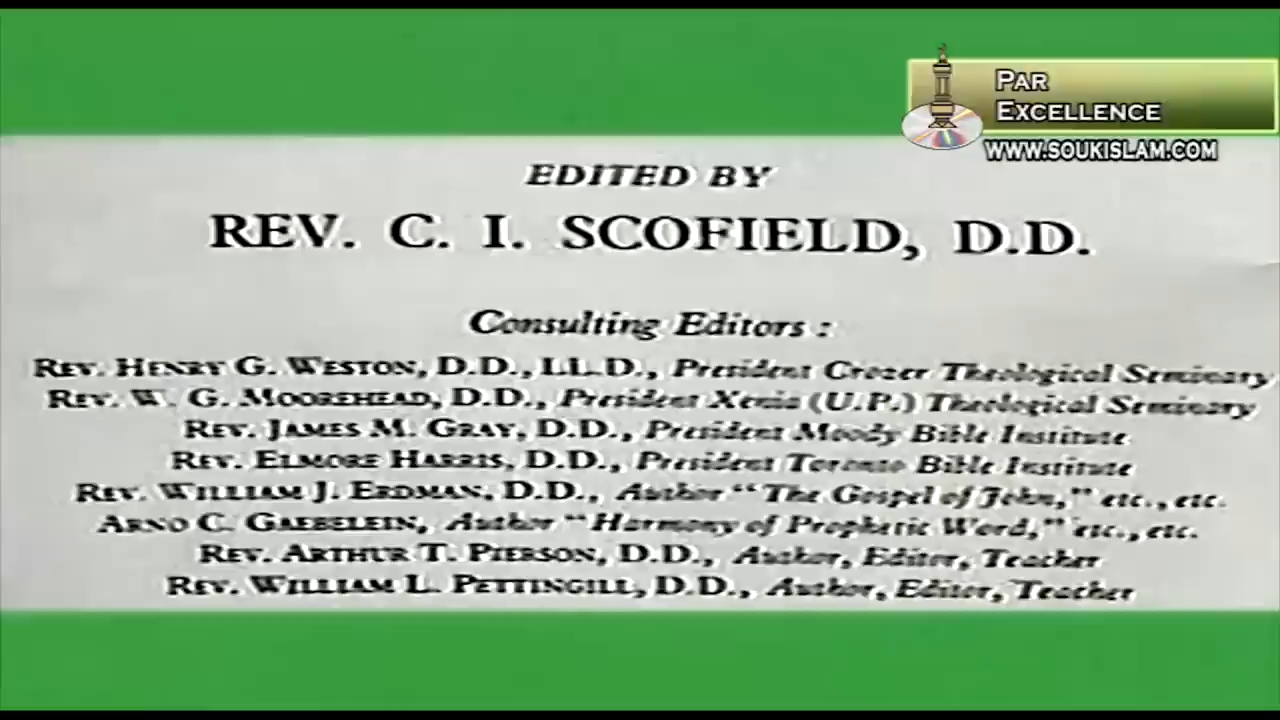 PAR
EXCELLENCE
WWW.SOUKISLAM.COM
EDITED BY
REV. C. I. SCOFIELD, D.D.
Consulting Editors :
REV. HENRY G. WESTON, D.D., LL.D., President Crozer Theological Seminary
REV. W. G. MOOREHEAD, D.D., President Xenia (U.P.) Theological Seminary
REV. JAMES M. GRAY, D.D., President Moody Bible Institute
REV. ELMORE HARRIS, D.D., President Toronto Bible Institute
REV. WILLIAM J. ERDMAN, D.D., Author "The Gospel of John," etc., etc.
ARNO C. GAEBELEIN, Author "Harmony of Prophetic Word," etc., etc.
REV. ARTHUR T. PIERSON, D.D., Author, Editor, Teacher
REV. WILLIAM L. PETTINGILL, D.D., Author, Editor, Teacher